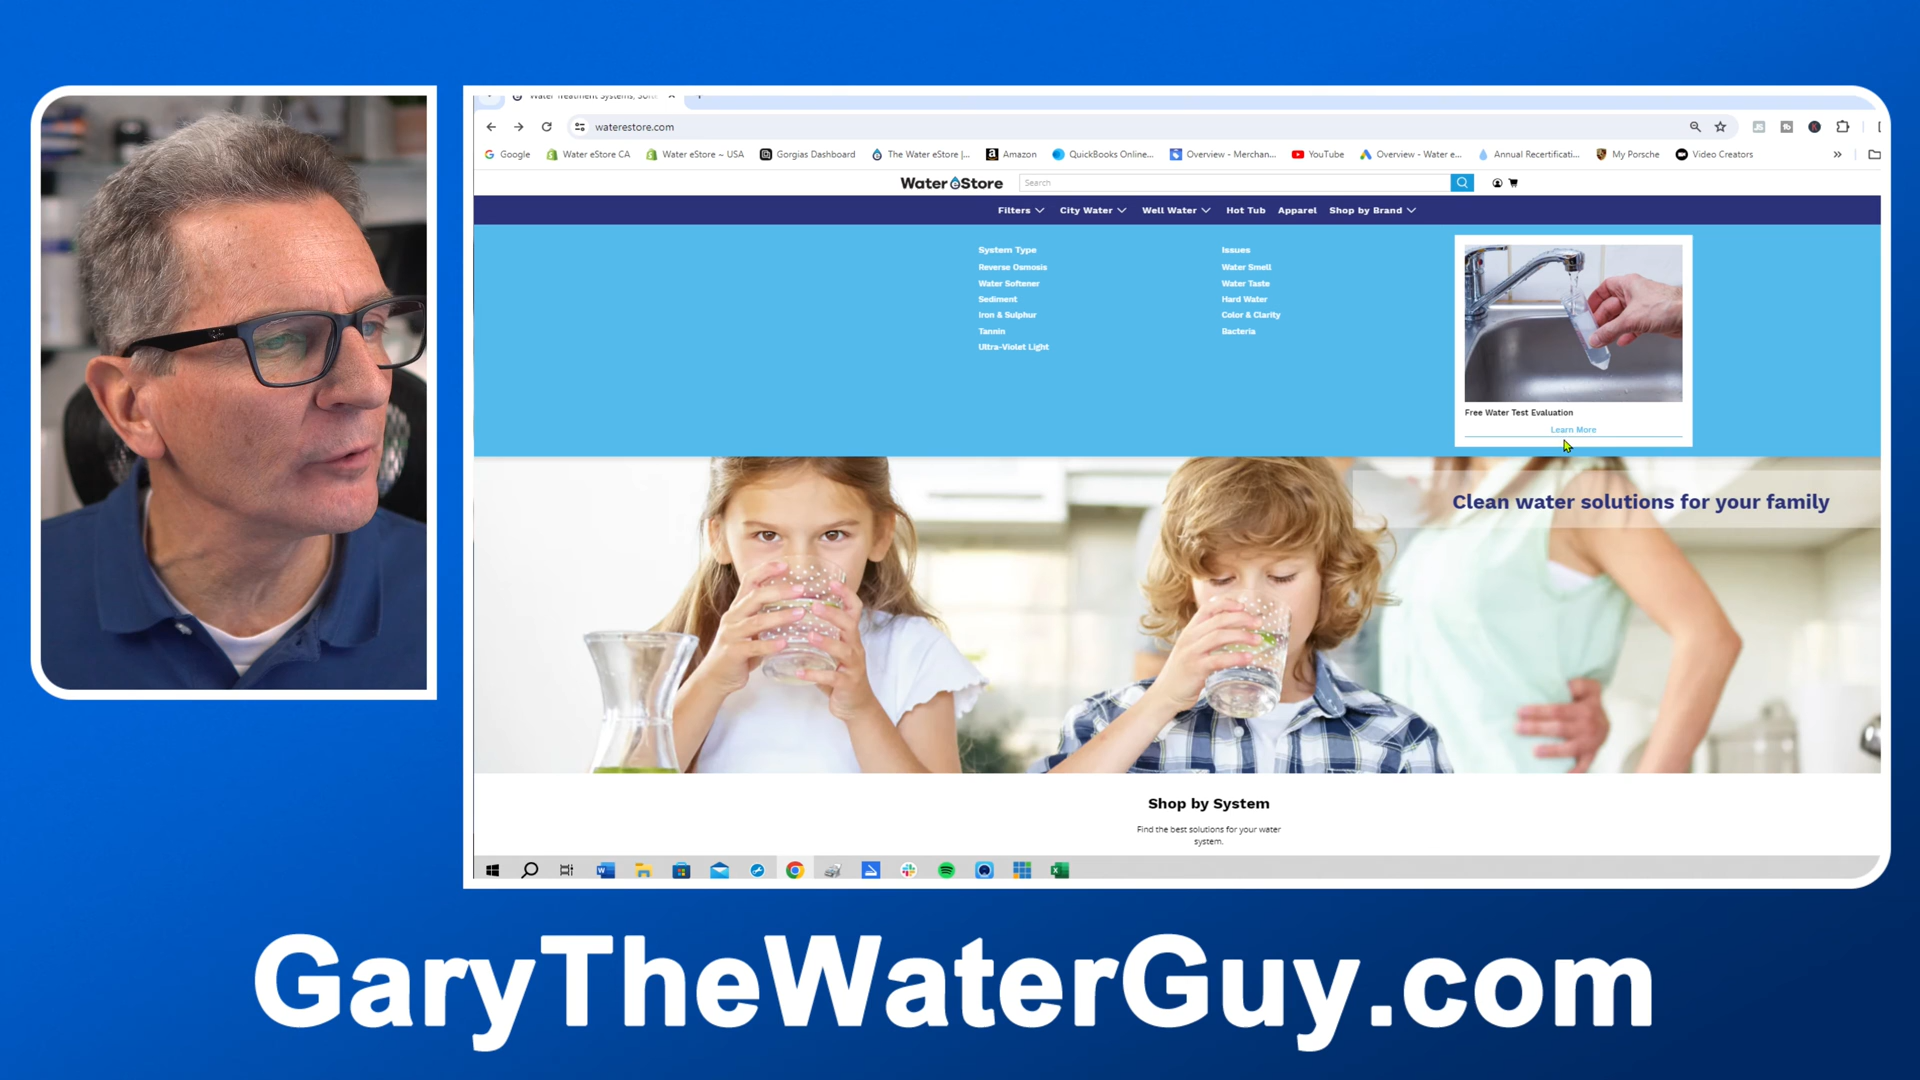 waterestore.com
Google
Water eStore CA
Water eStore ~ USA
Gorgias Dashboard
The Water eStore |...
Amazon
QuickBooks Online...
Overview - Merchan...
YouTube
Overview - Water e...
Annual Recertificati...
My Porsche
Video Creators
Water eStore
Search
Filters
City Water
Well Water
Hot Tub
Apparel
Shop by Brand
System Type
Reverse Osmosis
Water Softener
Sediment
Iron & Sulphur
Tannin
Ultra-Violet Light
Issues
Water Smell
Water Taste
Hard Water
Color & Clarity
Bacteria
Free Water Test Evaluation
Learn More
Clean water solutions for your family
Shop by System
Find the best solutions for your water
system.
GaryTheWaterGuy.com